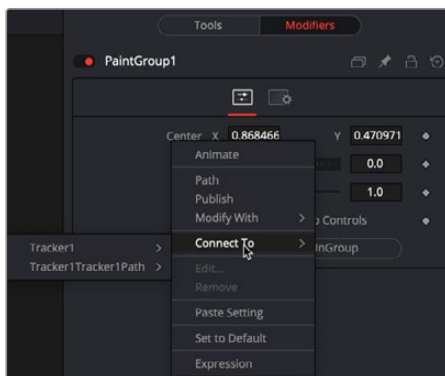 Tools Modifiers
PaintGroup1
Center X 0.868466 Y 0.470971
Animate
0.0
Path
Publish
1.0
Modify With >
Controls
Connect To >
UnGroup
Tracker1 >
Tracker1Tracker1Path >
Edit...
Remove
Paste Setting
Set to Default
Expression